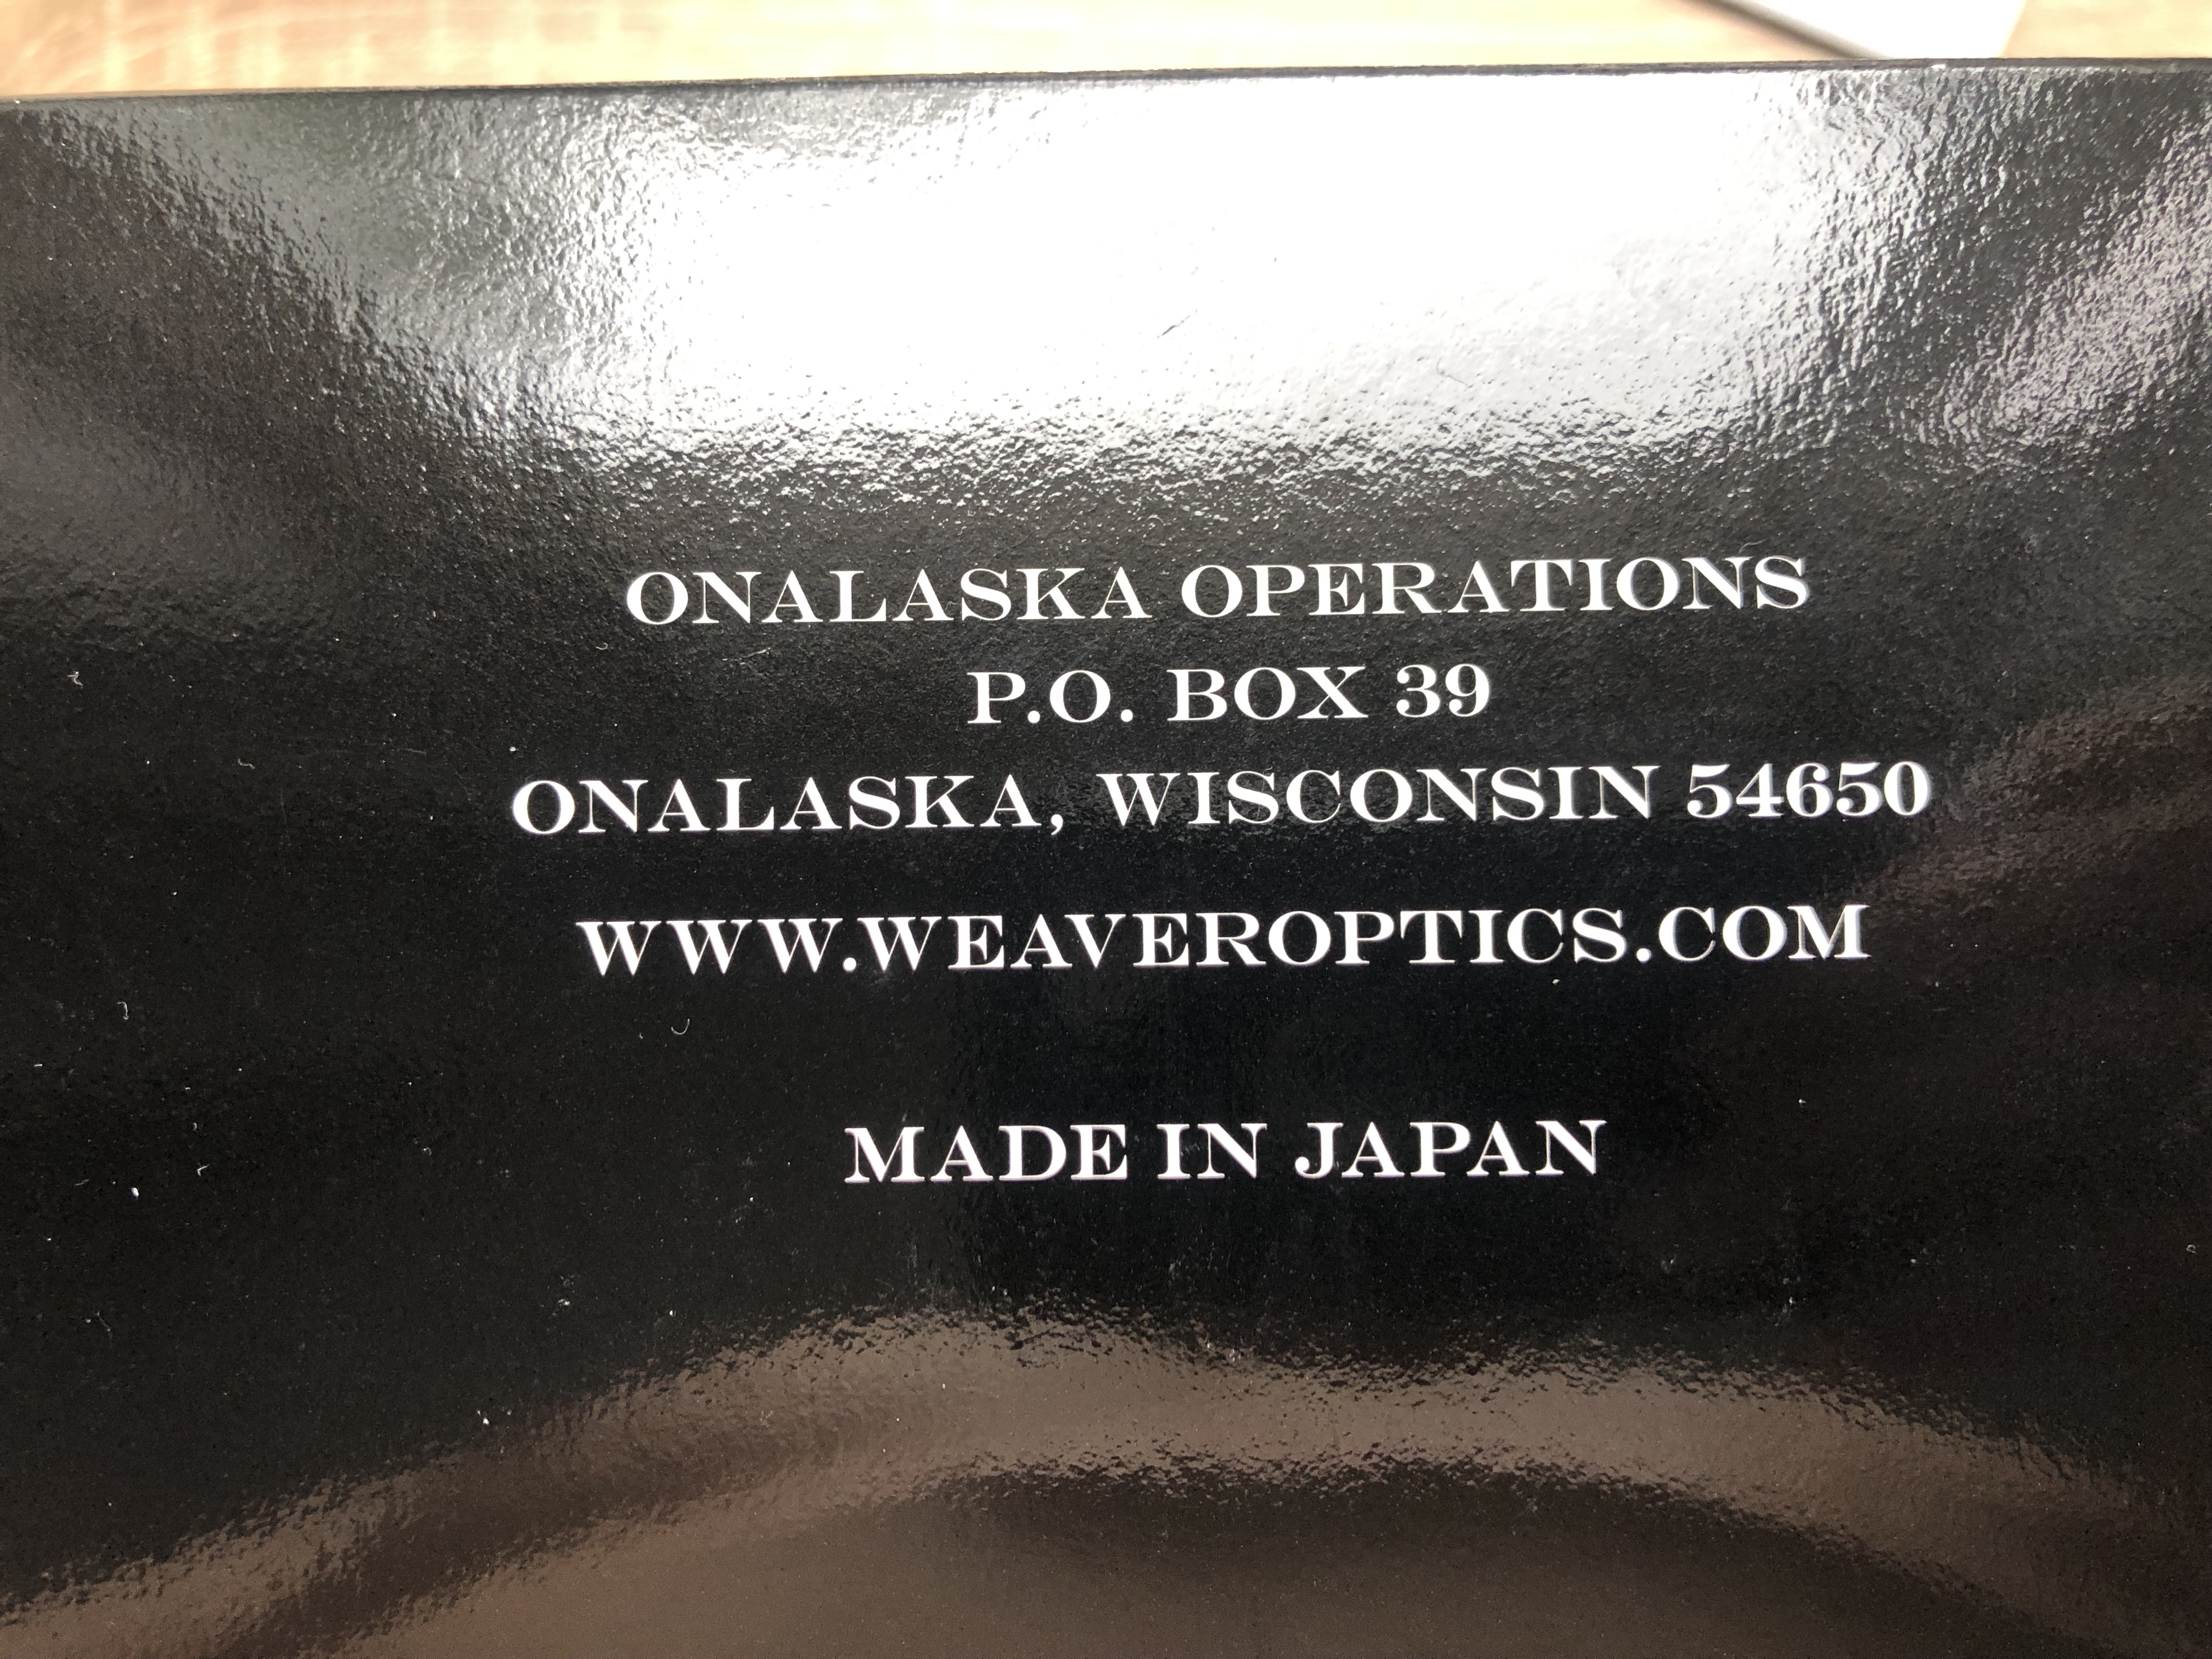 ONALASKA OPERATIONS
P.O. BOX 39
ONALASKA, WISCONSIN 54650
WWW.WEAVEROPTICS.COM
MADE IN JAPAN